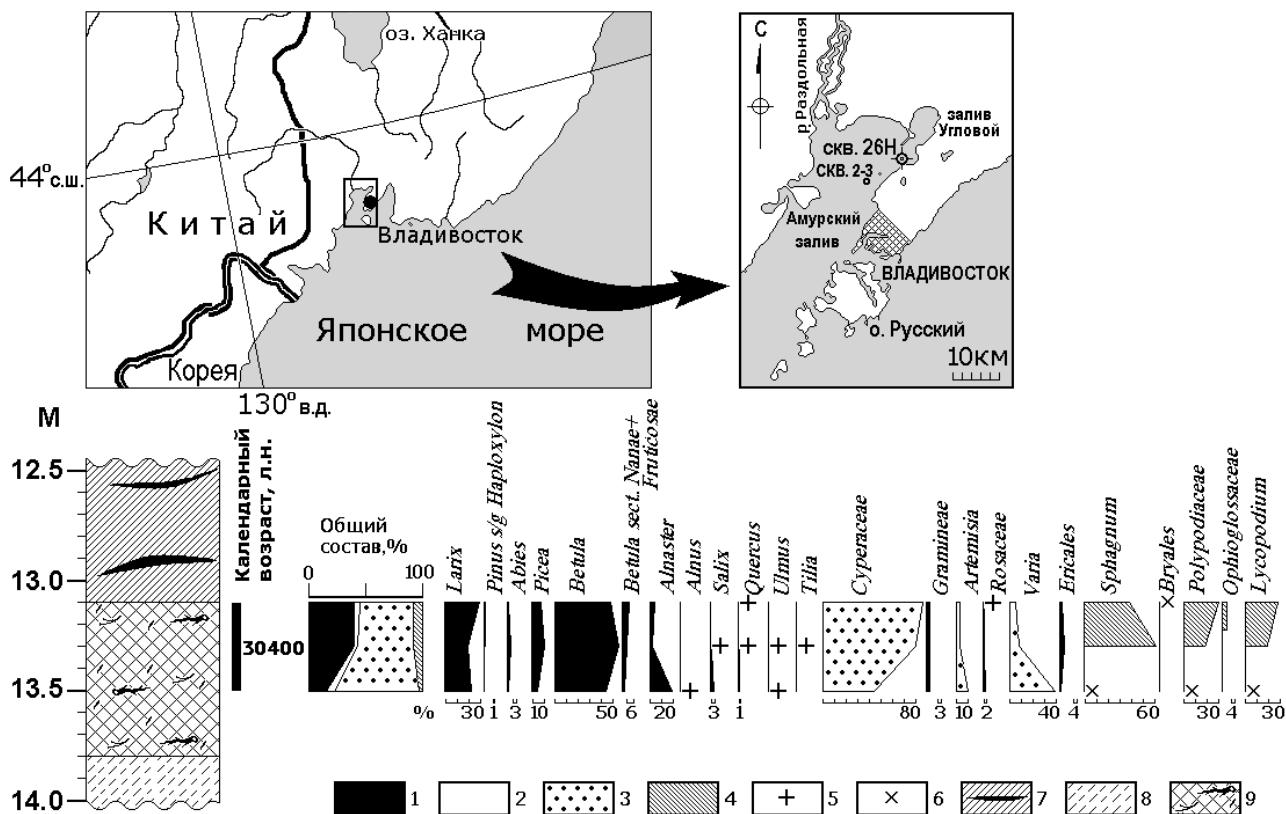 оз. Ханка
44° с.ш.
Китай
Владивосток
Японское море
Корея
130° в.д.
С
р. Раздольная
залив
Угловой
скв. 26Н
СКВ. 2-3
Амурский
залив
ВЛАДИВОСТОК
о. Русский
10км
М
12.5
13.0
13.5
14.0
Календарный
возраст, л.н.
30400
Общий
состав,%
0 100
%
Larix
Pinus s/g Haploxylon
Abies
Picea
Betula
Betula sect. Nanae+
Fruticosae
Alnaster
Alnus
Salix
Quercus
Ulmus
Tilia
Cyperaceae
Gramineae
Artemisia
Rosaceae
Varia
Ericales
Sphagnum
Bryales
Polypodiaceae
Ophioglossaceae
Lycopodium
30 1 3 10 50 6 20 3 1 80 3 10 2 40 4 60 30 4 30
1 2 3 4 5 6 7 8 9